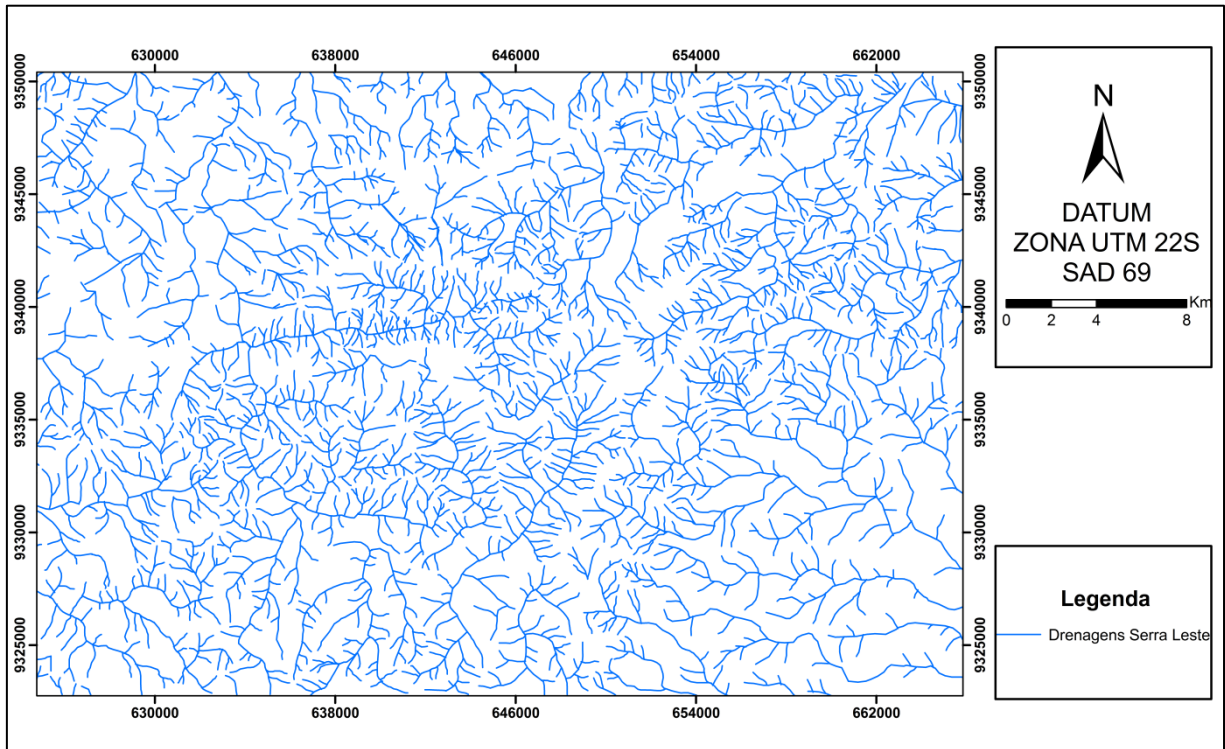 630000 638000 646000 654000 662000
9350000
9345000
9340000
9335000
9330000
9325000
9350000
9345000
9340000
9335000
9330000
9325000
630000 638000 646000 654000 662000
N
DATUM
ZONA UTM 22S
SAD 69
Km
0 2 4 8
Legenda
Drenagens Serra Leste